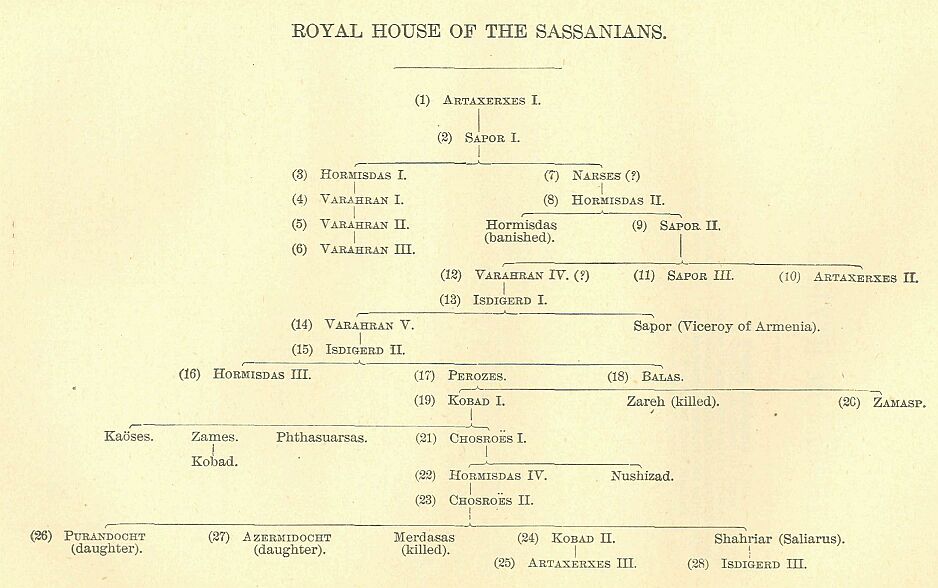 ROYAL HOUSE OF THE SASSANIANS.
(1) ARTAXERXES I.
(2) SAPOR I.
(3) HORMISDAS I. (7) NARSES (?)
(4) VARAHRAN I. (8) HORMISDAS II.
(5) VARAHRAN II. Hormisdas (banished). (9) SAPOR II.
(6) VARAHRAN III.
(12) VARAHRAN IV. (?) (11) SAPOR III. (10) ARTAXERXES II.
(13) ISDIGERD I.
(14) VARAHRAN V. Sapor (Viceroy of Armenia).
(15) ISDIGERD II.
(16) HORMISDAS III. (17) PEROZES. (18) BALAS.
(19) KOBAD I. Zareh (killed). (20) ZAMASP.
Kaöses. Zames. Phthasuarsas. (21) CHOSROËS I.
Kobad.
(22) HORMISDAS IV. Nushizad.
(23) CHOSROËS II.
(26) PURANDOCHT (daughter). (27) AZERMIDOCHT (daughter). Merdasas (killed). (24) KOBAD II. Shahriar (Saliarus).
(25) ARTAXERXES III. (28) ISDIGERD III.